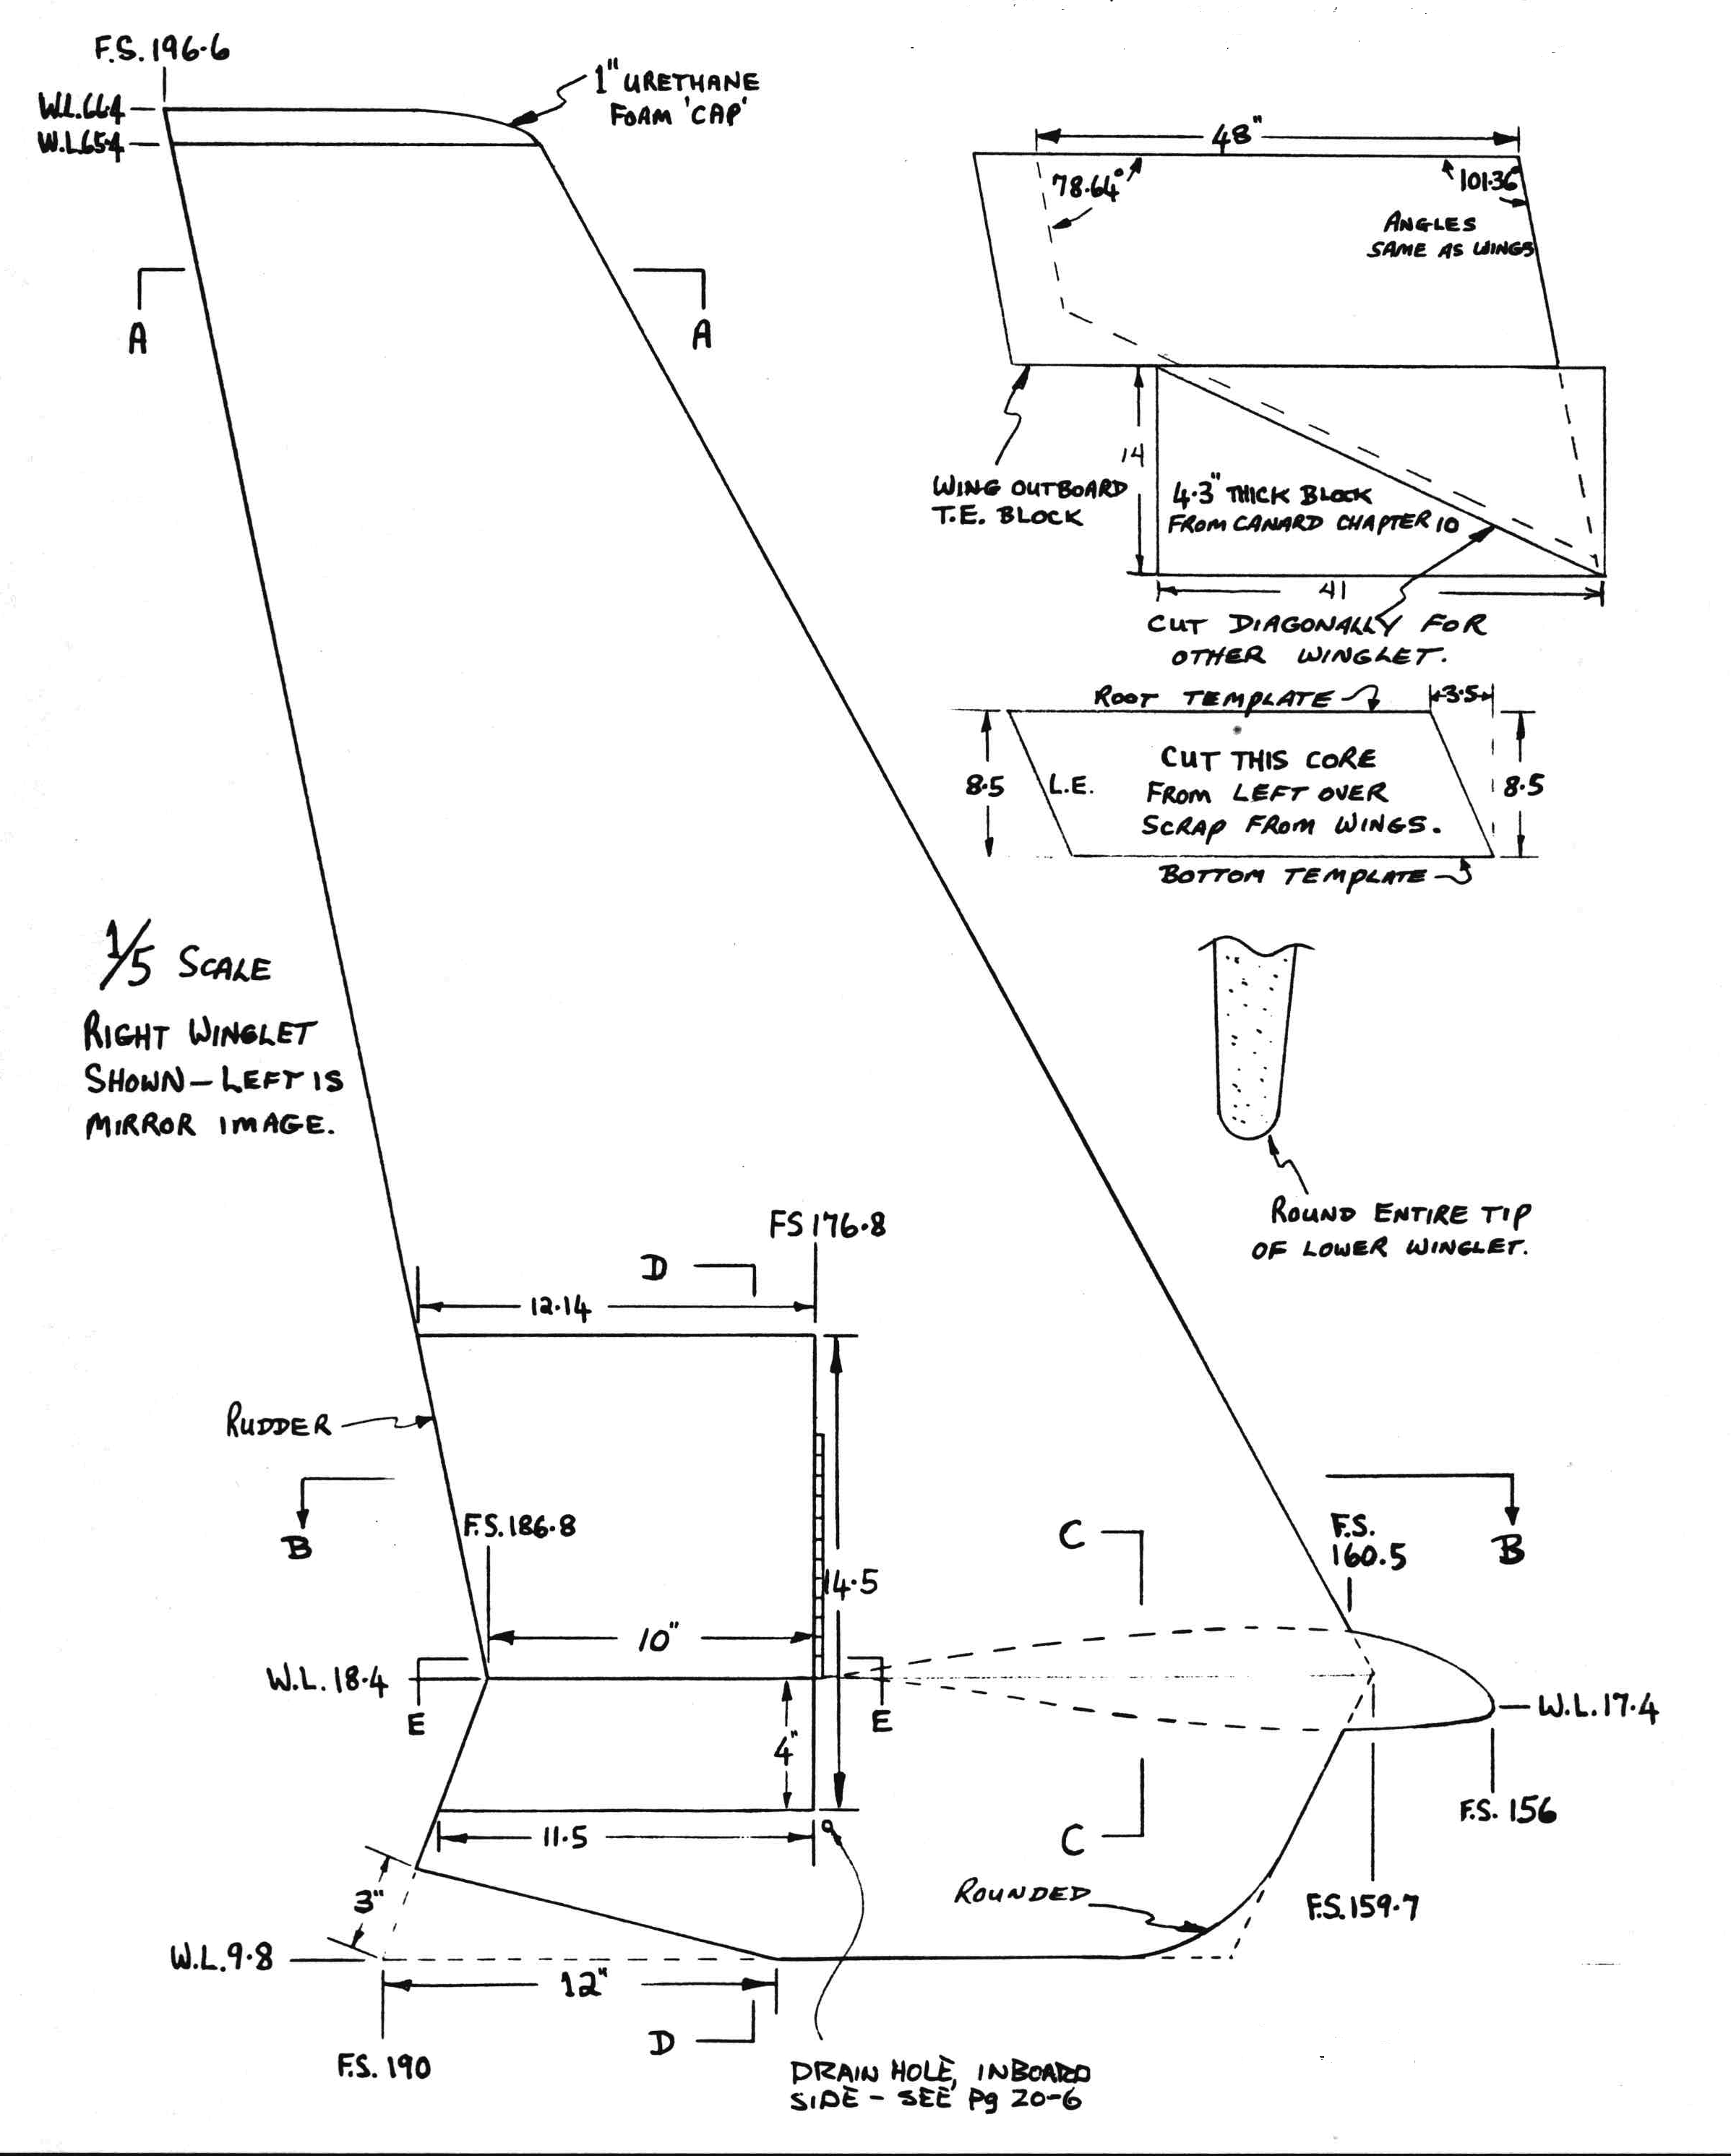 F.S. 196.6
W.L.66.4
W.L.65.4
1" URETHANE
FOAM 'CAP'
48"
78.64°
101.36°
ANGLES
SAME AS WINGS
A
A
14
WING OUTBOARD
T.E. BLOCK
4.3" THICK BLOCK
FROM CANARD CHAPTER 10
41
CUT DIAGONALLY FOR
OTHER WINGLET.
ROOT TEMPLATE
3.5
8.5
L.E.
CUT THIS CORE
FROM LEFT OVER
SCRAP FROM WINGS.
8.5
BOTTOM TEMPLATE
1/5 SCALE
RIGHT WINGLET
SHOWN — LEFT IS
MIRROR IMAGE.
ROUND ENTIRE TIP
OF LOWER WINGLET.
FS 176.8
D
12.14
RUDDER
B
F.S. 186.8
14.5
C
F.S.
160.5
B
10"
W.L. 18.4
E
E
4"
W.L. 17.4
F.S. 156
11.5
C
3"
ROUNDED
F.S. 159.7
W.L. 9.8
12"
D
F.S. 190
DRAIN HOLE, INBOARD
SIDE - SEE Pg 20-6